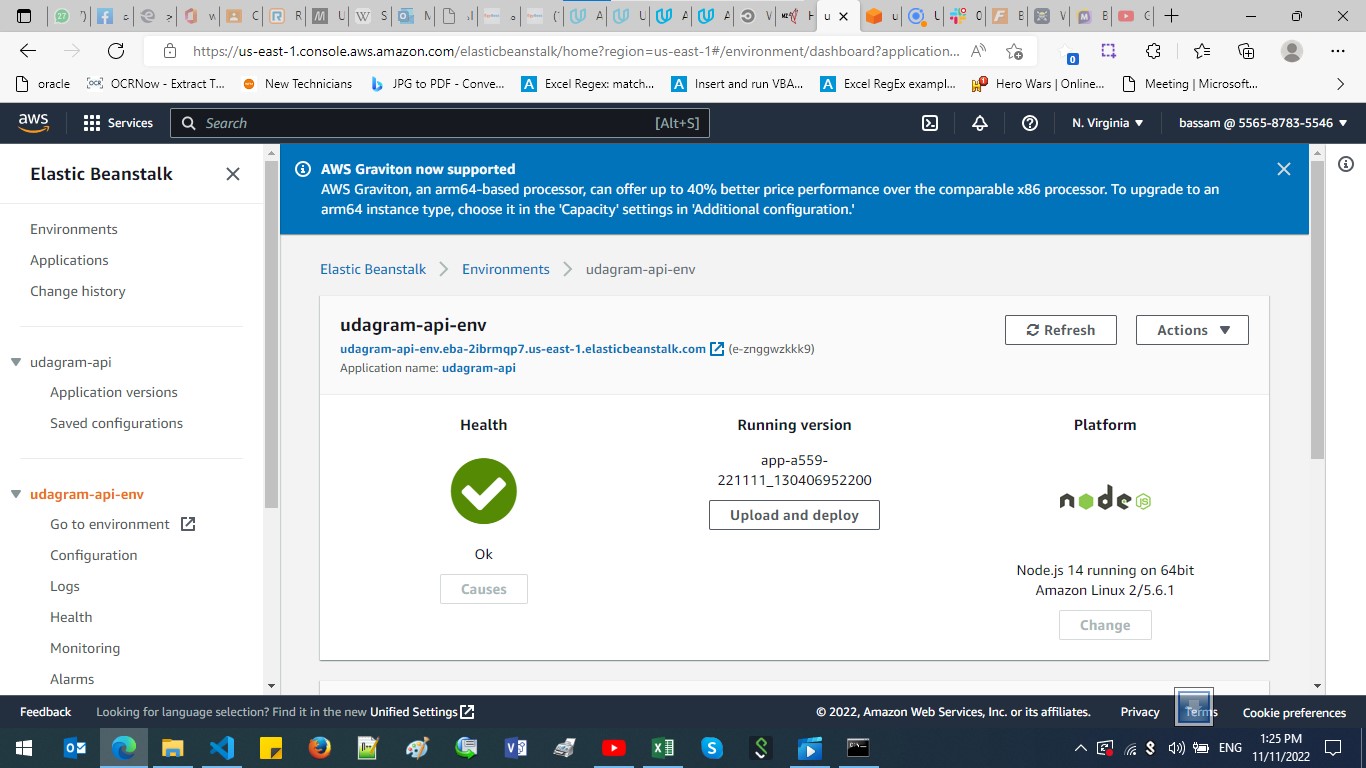 https://us-east-1.console.aws.amazon.com/elasticbeanstalk/home?region=us-east-1#/environment/dashboard?application...
0
oracle
OCRNow - Extract T...
New Technicians
JPG to PDF - Conve...
Excel Regex: match...
Insert and run VBA...
Excel RegEx exampl...
Hero Wars | Online...
Meeting | Microsoft...
aws
Services
Search
[Alt+S]
N. Virginia
bassam @ 5565-8783-5546
Elastic Beanstalk
Environments
Applications
Change history
udagram-api
Application versions
Saved configurations
udagram-api-env
Go to environment
Configuration
Logs
Health
Monitoring
Alarms
AWS Graviton now supported
AWS Graviton, an arm64-based processor, can offer up to 40% better price performance over the comparable x86 processor. To upgrade to an
arm64 instance type, choose it in the 'Capacity' settings in 'Additional configuration.'
Elastic Beanstalk
Environments
udagram-api-env
udagram-api-env
udagram-api-env.eba-2ibrmqp7.us-east-1.elasticbeanstalk.com (e-znggwzkkk9)
Application name: udagram-api
Refresh
Actions
Health
Ok
Causes
Running version
app-a559-
221111_130406952200
Upload and deploy
Platform
node JS
Node.js 14 running on 64bit
Amazon Linux 2/5.6.1
Change
Feedback
Looking for language selection? Find it in the new Unified Settings
© 2022, Amazon Web Services, Inc. or its affiliates.
Privacy
Terms
Cookie preferences
ENG
1:25 PM
11/11/2022